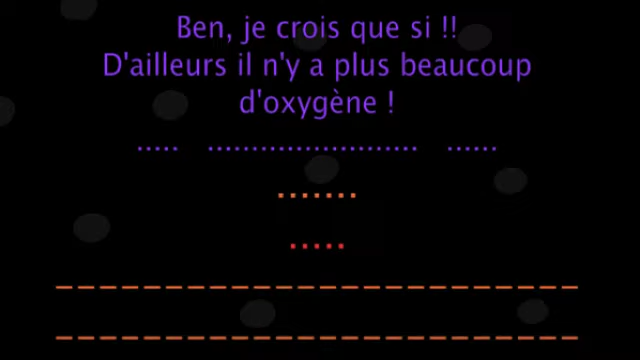 Ben, je crois que si !!
D'ailleurs il n'y a plus beaucoup
d'oxygène !
..... ........................ ......
.......
.....
_ _ _ _ _ _ _ _ _ _ _ _ _ _ _ _ _ _
_ _ _ _ _ _ _ _ _ _ _ _ _ _ _ _ _ _